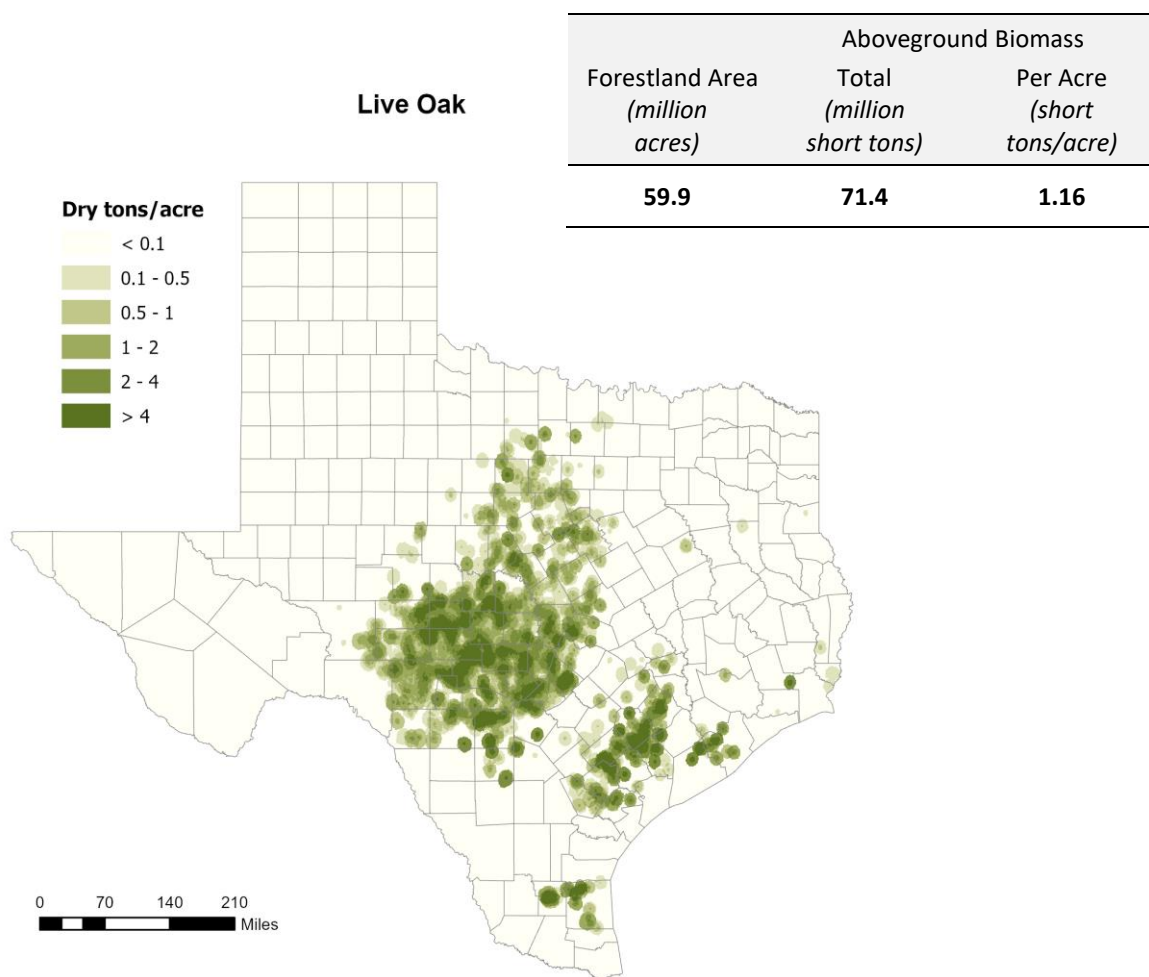 Aboveground Biomass
Forestland Area Total Per Acre
(million (million (short
acres) short tons) tons/acre)
59.9 71.4 1.16
Live Oak
Dry tons/acre
< 0.1
0.1 - 0.5
0.5 - 1
1 - 2
2 - 4
> 4
0 70 140 210
Miles